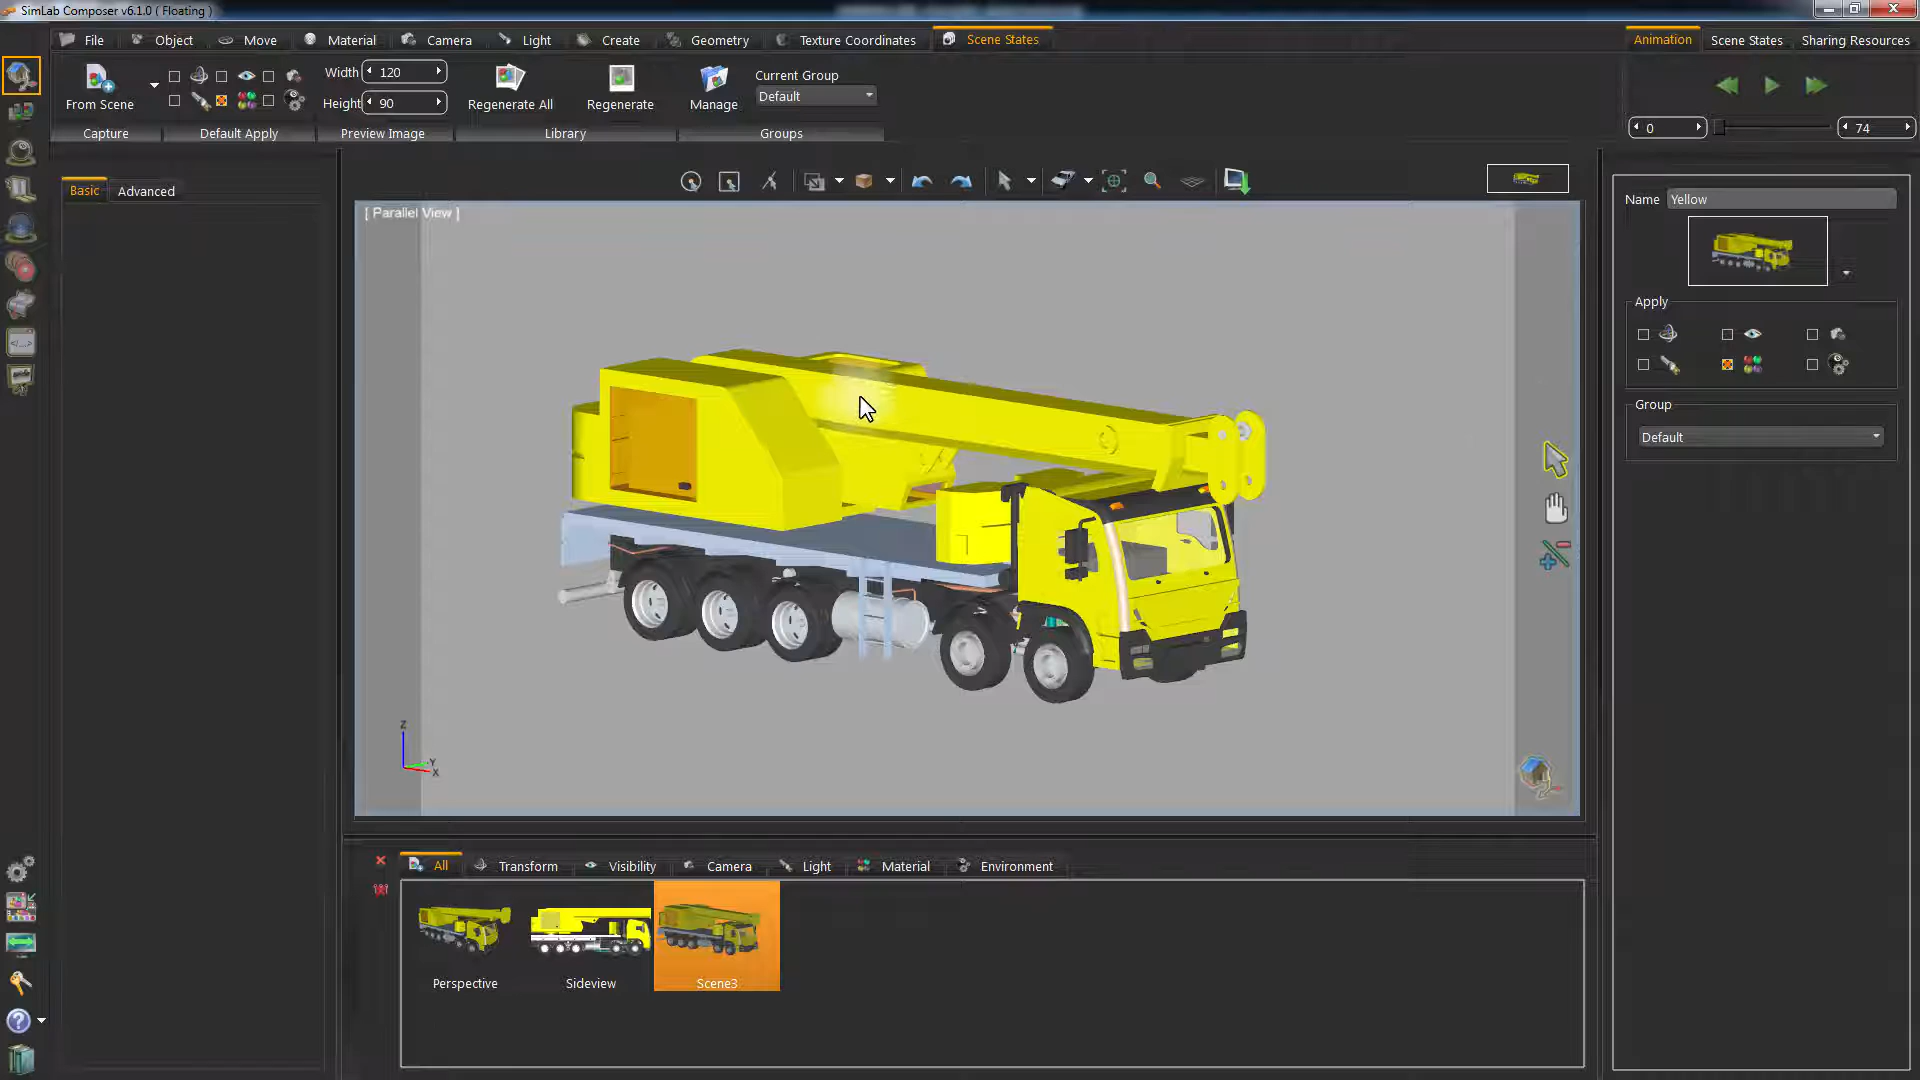 SimLab Composer v6.1.0 ( Floating )
File
Object
Move
Material
Camera
Light
Create
Geometry
Texture Coordinates
Scene States
Animation
Scene States
Sharing Resources
From Scene
Width
120
Height
90
Regenerate All
Regenerate
Manage
Current Group
Default
Capture
Default Apply
Preview Image
Library
Groups
0
74
Basic
Advanced
[ Parallel View ]
Name
Yellow
Apply
Group
Default
Z
Y
X
All
Transform
Visibility
Camera
Light
Material
Environment
Perspective
Sideview
Scene3